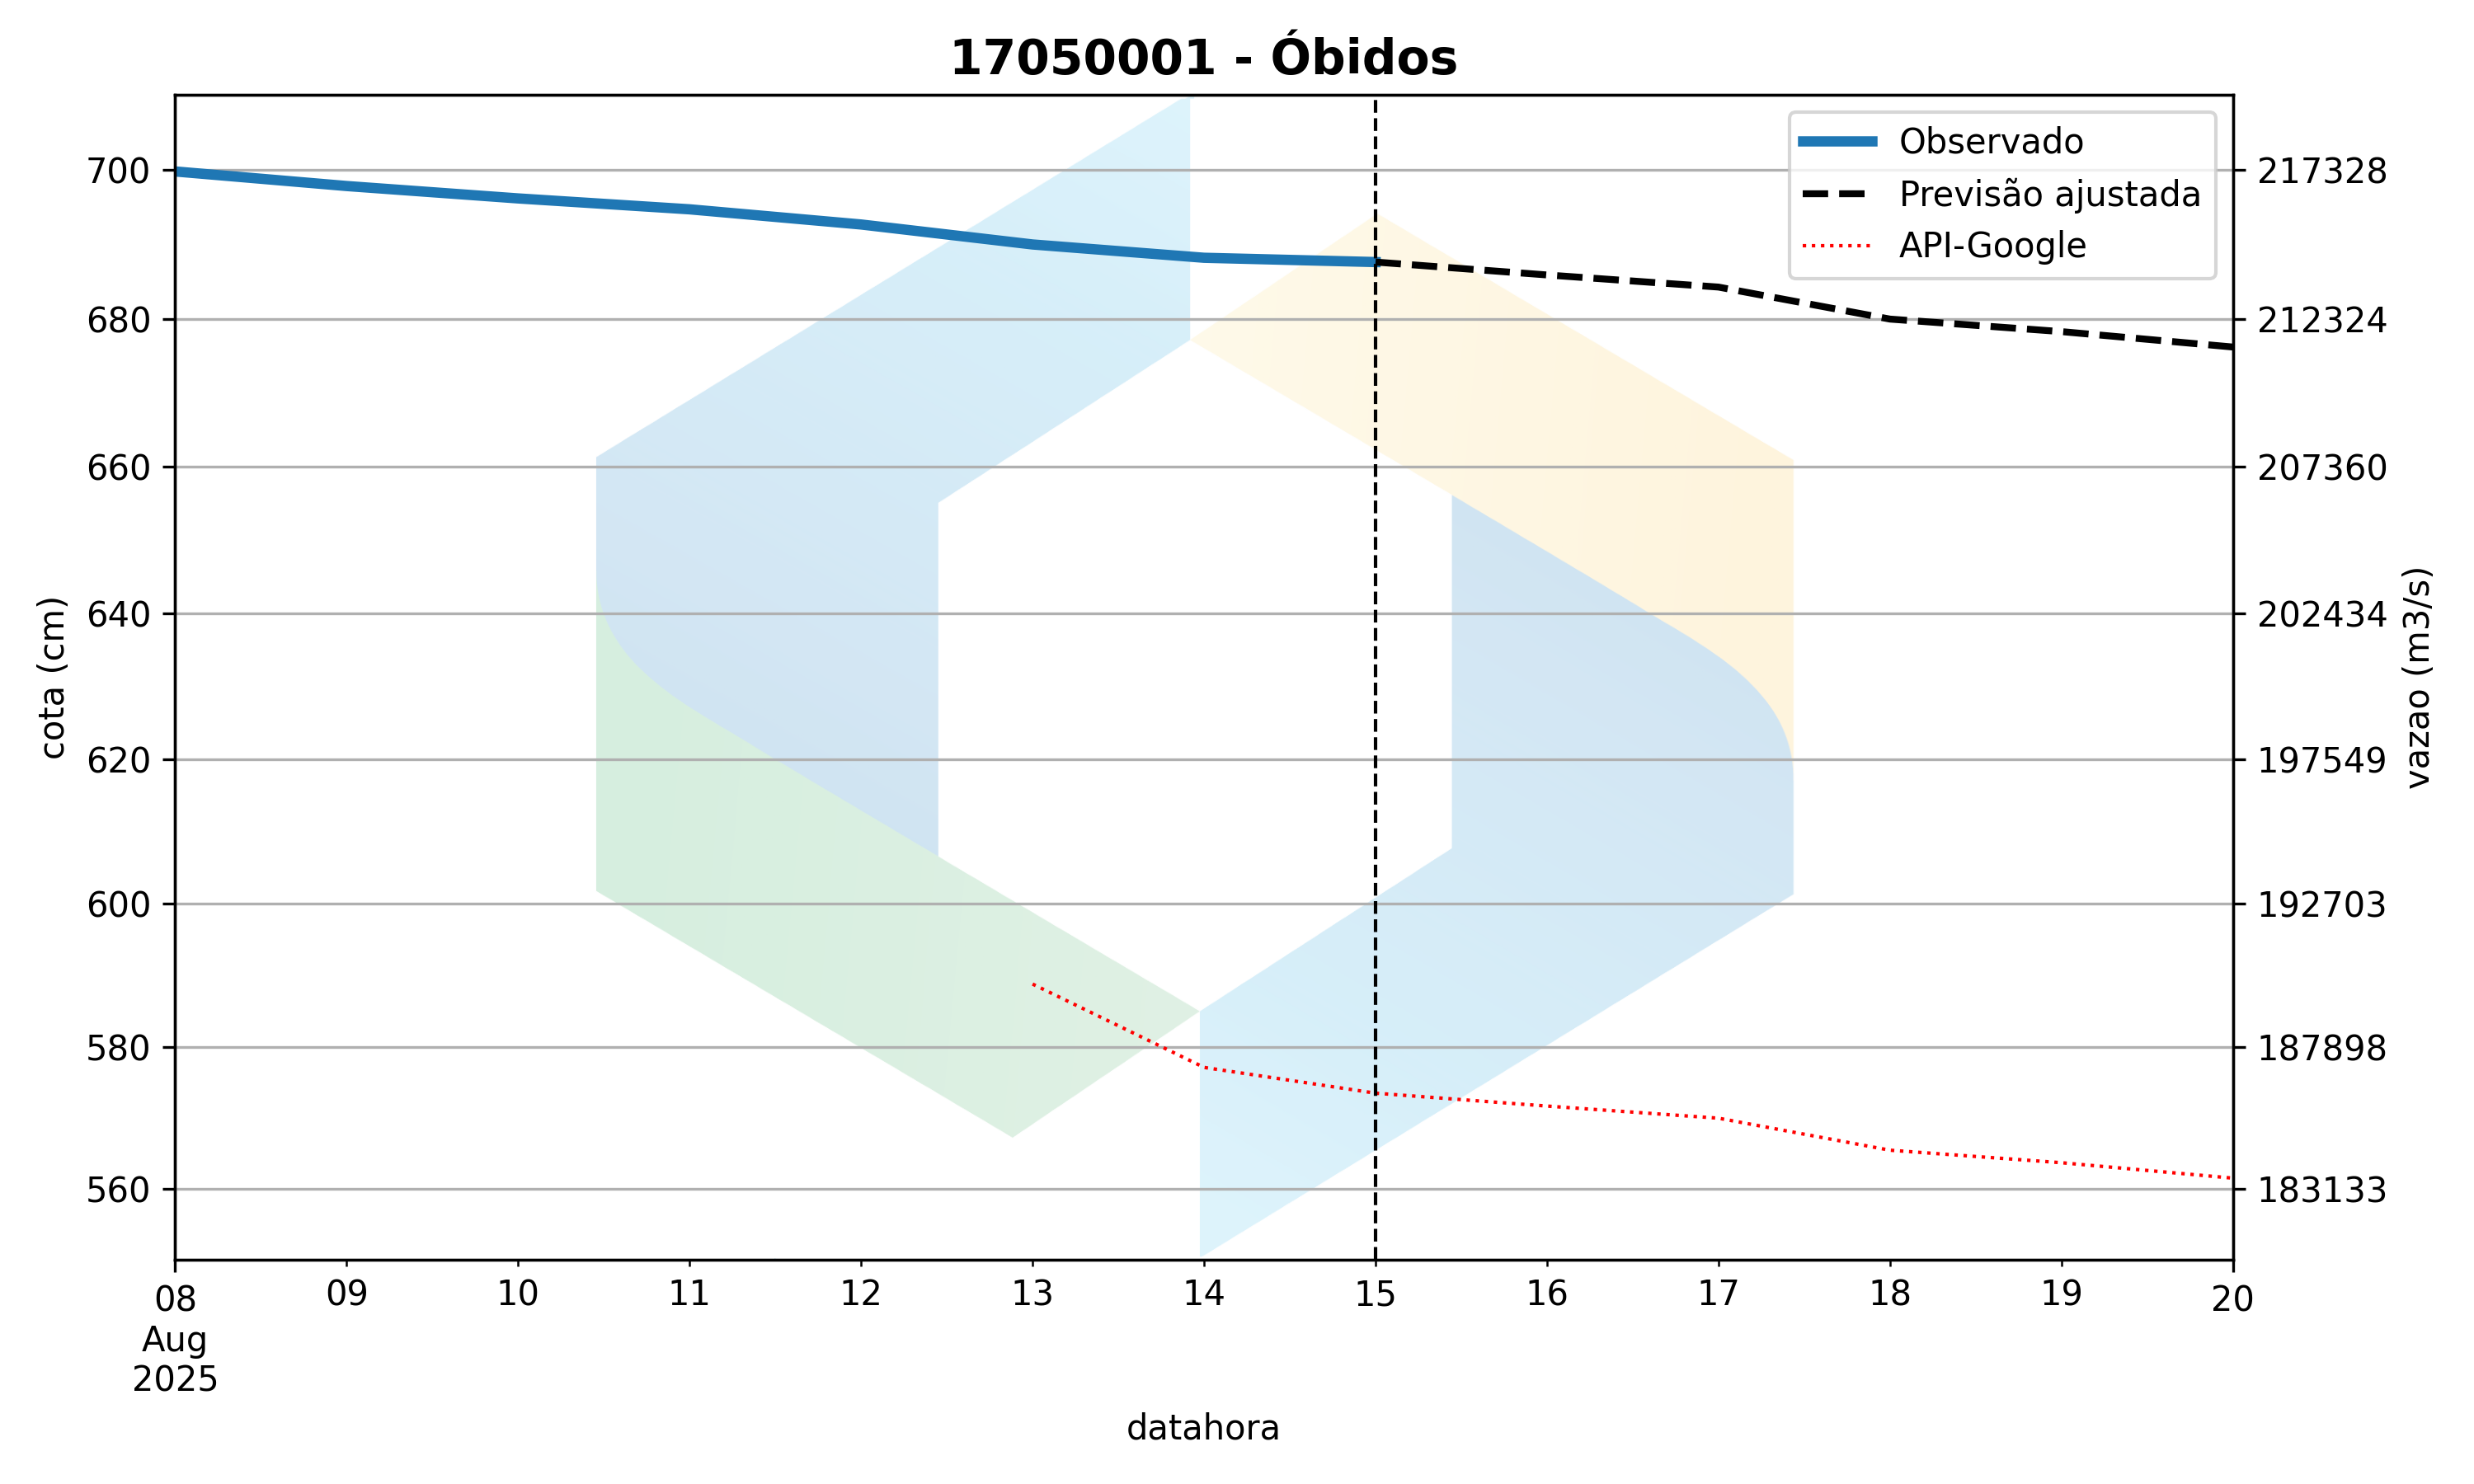 17050001 - Óbidos
Observado
Previsão ajustada
API-Google
700
680
660
640
620
600
580
560
cota (cm)
217328
212324
207360
202434
197549
192703
187898
183133
vazao (m3/s)
08 09 10 11 12 13 14 15 16 17 18 19 20
Aug
2025
datahora